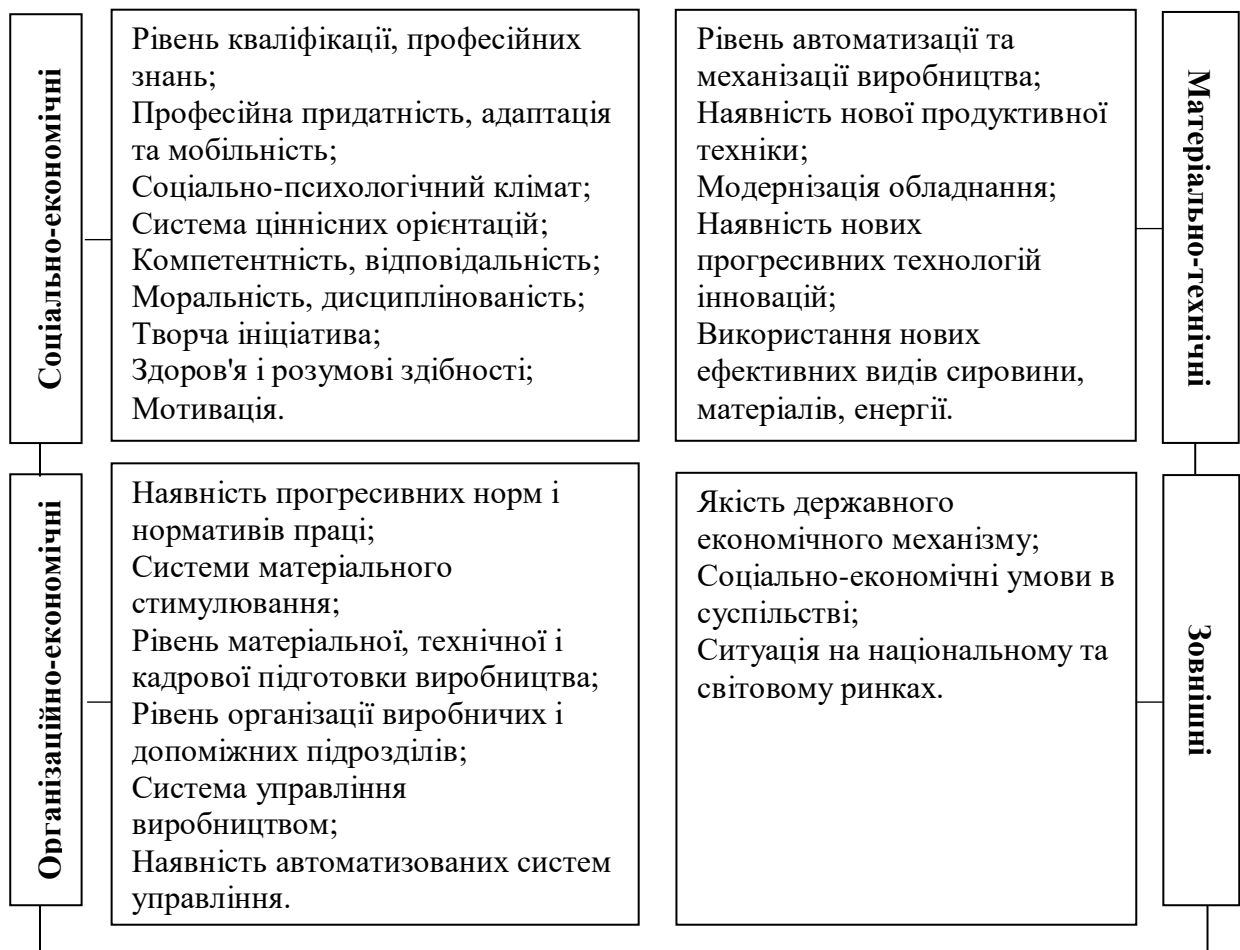 Соціально-економічні
Рівень кваліфікації, професійних
знань;
Професійна придатність, адаптація
та мобільність;
Соціально-психологічний клімат;
Система ціннісних орієнтацій;
Компетентність, відповідальність;
Моральність, дисциплінованість;
Творча ініціатива;
Здоров'я і розумові здібності;
Мотивація.
Рівень автоматизації та
механізації виробництва;
Наявність нової продуктивної
техніки;
Модернізація обладнання;
Наявність нових
прогресивних технологій
інновацій;
Використання нових
ефективних видів сировини,
матеріалів, енергії.
Матеріально-технічні
Організаційно-економічні
Наявність прогресивних норм і
нормативів праці;
Системи матеріального
стимулювання;
Рівень матеріальної, технічної і
кадрової підготовки виробництва;
Рівень організації виробничих і
допоміжних підрозділів;
Система управління
виробництвом;
Наявність автоматизованих систем
управління.
Якість державного
економічного механізму;
Соціально-економічні умови в
суспільстві;
Ситуація на національному та
світовому ринках.
Зовнішні